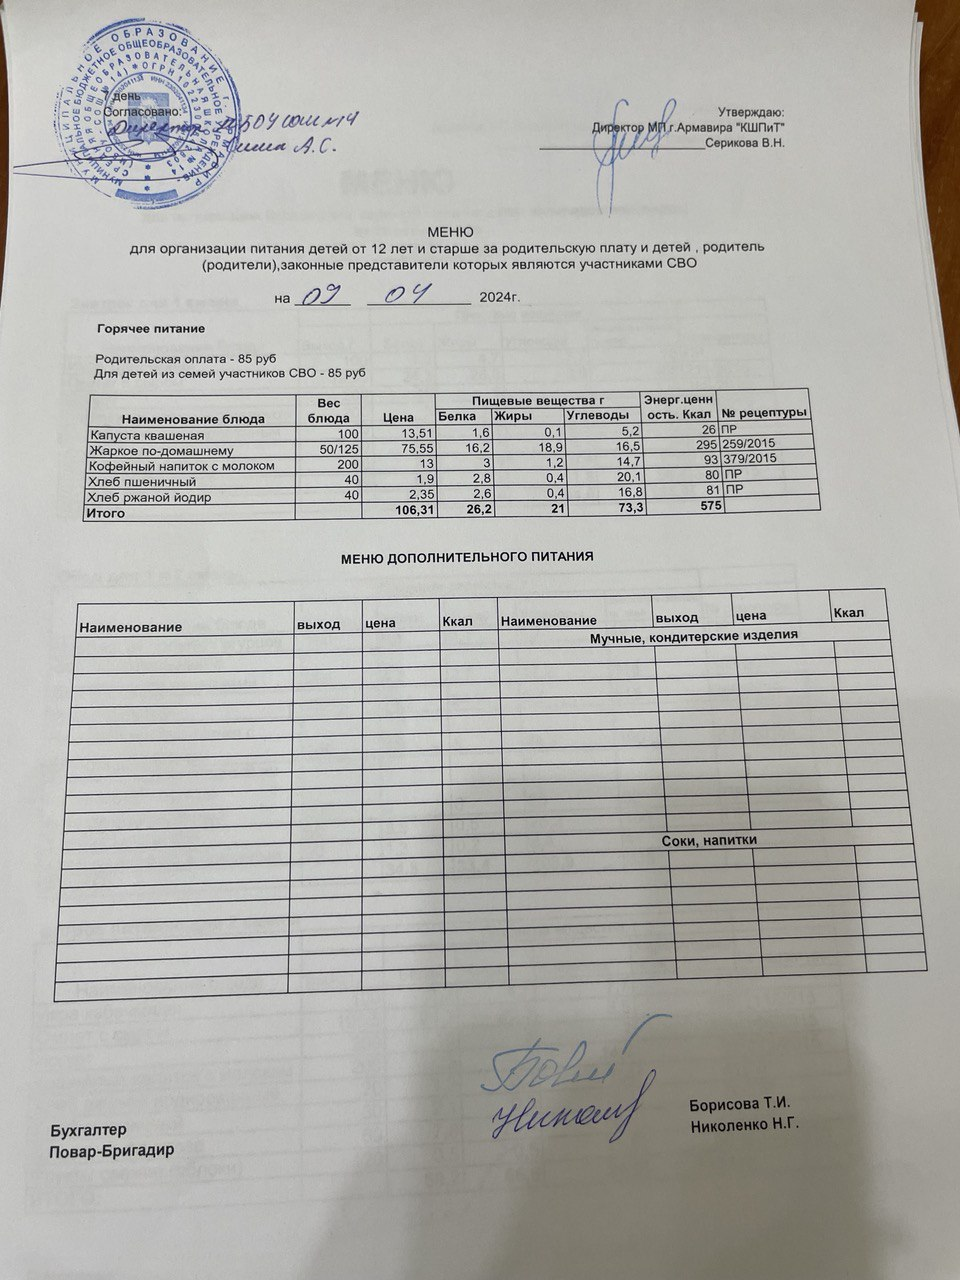 МУНИЦИПАЛЬНОЕ ОБРАЗОВАНИЕ Г.
день
Согласовано:
Директор МБОУ СОШ №14
А.С.
Утверждаю:
Директор МП.г.Армавира "КШПиТ"
Серикова В.Н.
МЕНЮ
для организации питания детей от 12 лет и старше за родительскую плату и детей , родитель
(родители),законные представители которых являются участниками СВО
на 09 04 2024г.
Горячее питание
Родительская оплата - 85 руб
Для детей из семей участников СВО - 85 руб
Наименование блюда Вес блюда Цена Пищевые вещества г Энерг.ценн ость. Ккал № рецептуры
Белка Жиры Углеводы
Капуста квашеная 100 13,51 1,6 0,1 5,2 26 ПР
Жаркое по-домашнему 50/125 75,55 16,2 18,9 16,5 295 259/2015
Кофейный напиток с молоком 200 13 3 1,2 14,7 93 379/2015
Хлеб пшеничный 40 1,9 2,8 0,4 20,1 80 ПР
Хлеб ржаной йодир 40 2,35 2,6 0,4 16,8 81 ПР
Итого 106,31 26,2 21 73,3 575
МЕНЮ ДОПОЛНИТЕЛЬНОГО ПИТАНИЯ
Наименование выход цена Ккал Наименование выход цена Ккал
Мучные, кондитерские изделия
Соки, напитки
Бухгалтер Борисова Т.И.
Повар-Бригадир Николенко Н.Г.